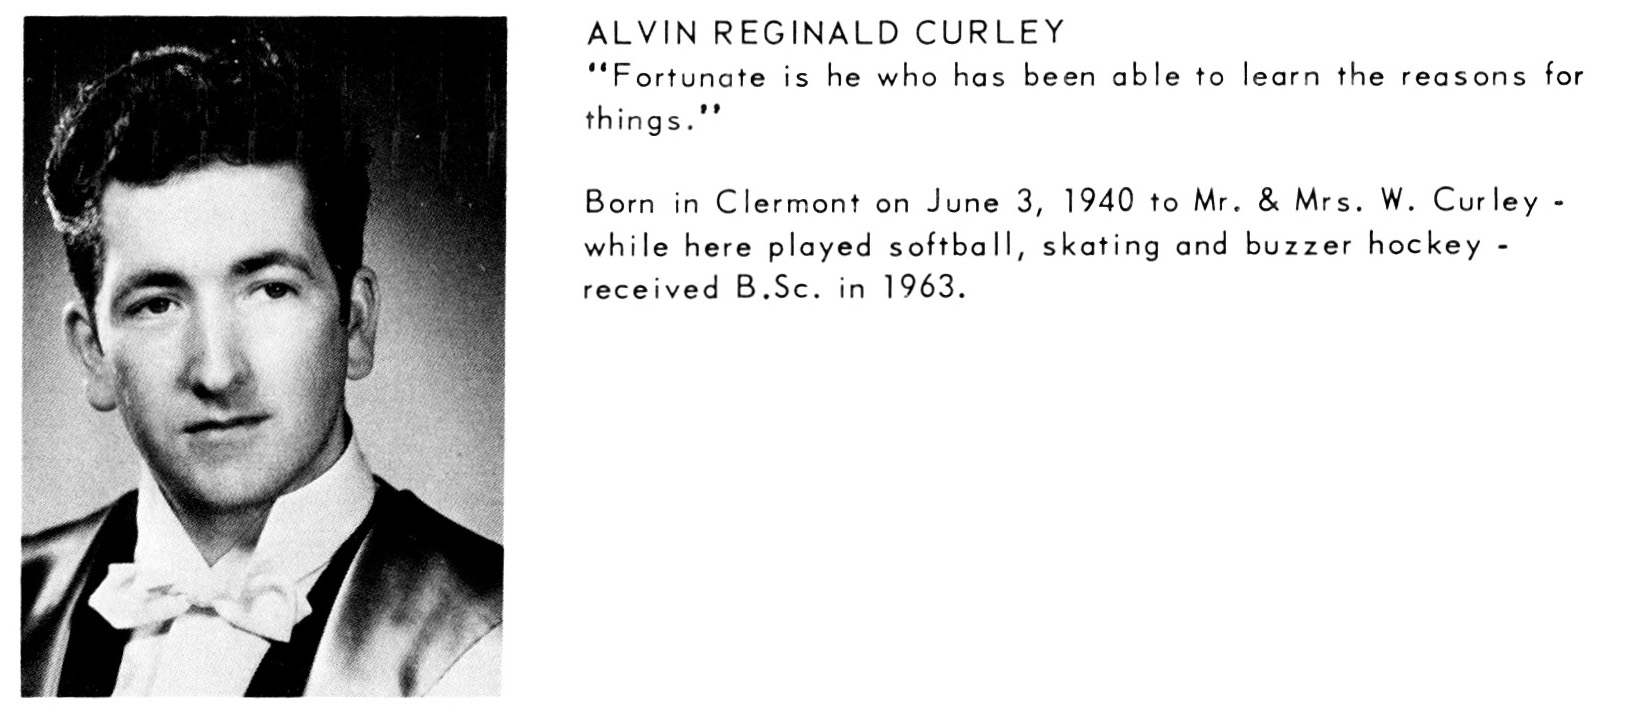 ALVIN REGINALD CURLEY
“Fortunate is he who has been able to learn the reasons for
things.”
Born in Clermont on June 3, 1940 to Mr. & Mrs. W. Curley -
while here played softball, skating and buzzer hockey -
received B.Sc. in 1963.